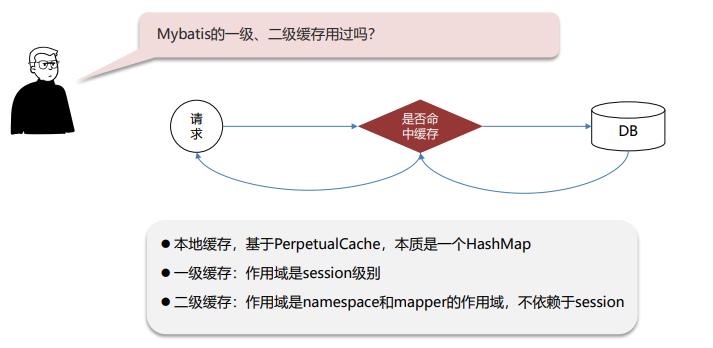 Mybatis的一级、二级缓存用过吗?
请
求
是否命
中缓存
DB
● 本地缓存，基于PerpetualCache，本质是一个HashMap
● 一级缓存：作用域是session级别
● 二级缓存：作用域是namespace和mapper的作用域，不依赖于session